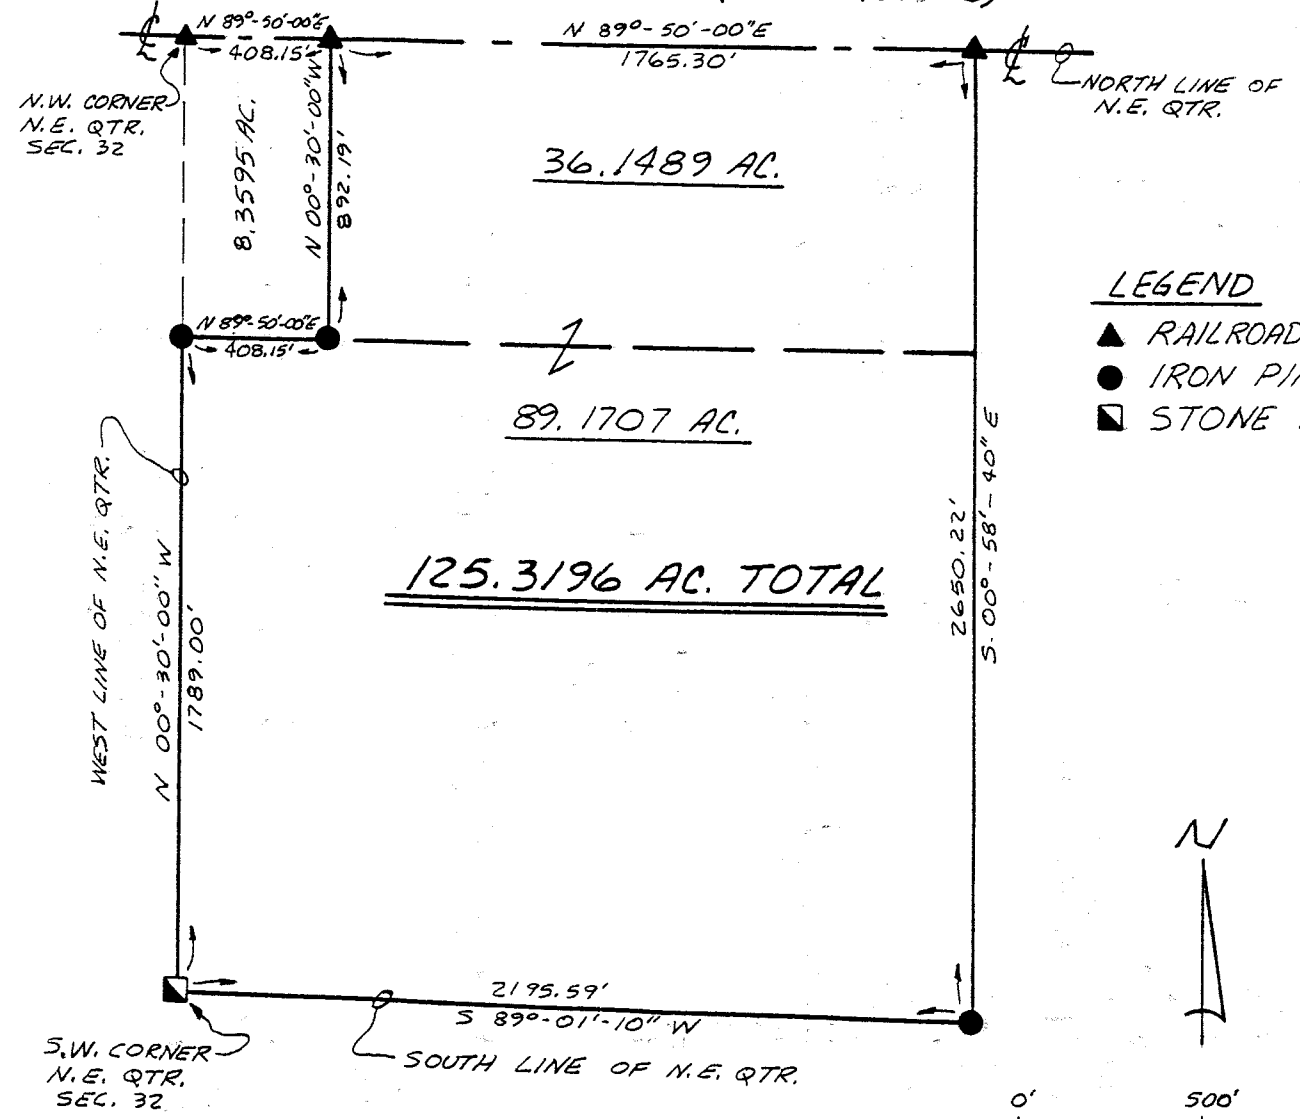 ℄
N 89°-50'-00"E
408.15'
N 89°-50'-00"E
1765.30'
℄
NORTH LINE OF
N.E. QTR.
N.W. CORNER
N.E. QTR.
SEC. 32
8.3595 AC.
N 00°-30'-00" W
892.19'
36.1489 AC.
LEGEND
RAILROAD
IRON
STONE
N 89°-50'-00"E
408.15'
89.1707 AC.
WEST LINE OF N.E. QTR.
N 00°-30'-00" W
1789.00'
125.3196 AC. TOTAL
2650.22'
S 00°-58'-40" E
N
2195.59'
S 89°-01'-10" W
S.W. CORNER
N.E. QTR.
SEC. 32
SOUTH LINE OF N.E. QTR.
0' 500'